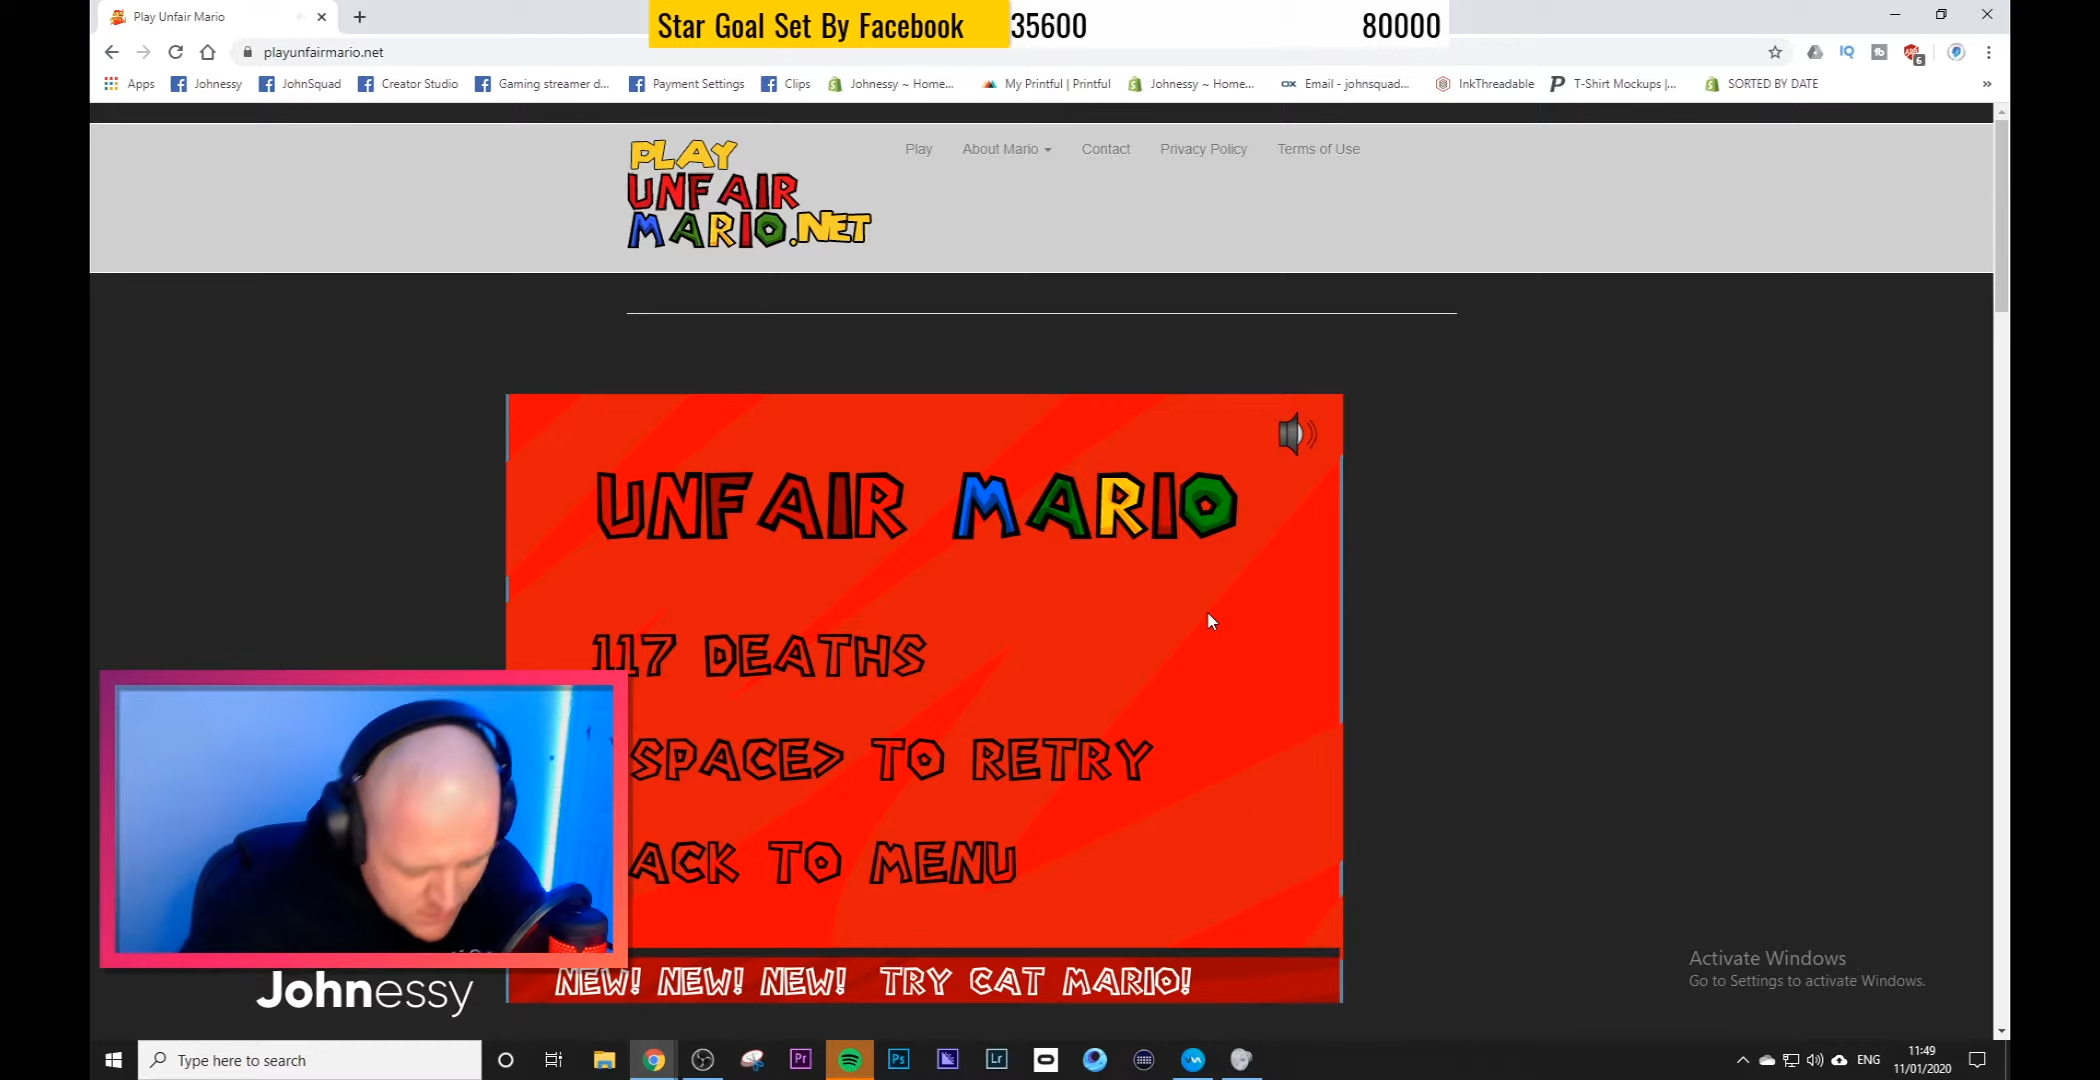 Play Unfair Mario
Star Goal Set By Facebook 35600 80000
playunfairmario.net
Apps Johnessy JohnSquad Creator Studio Gaming streamer d... Payment Settings Clips Johnessy ~ Home... My Printful | Printful Johnessy ~ Home... Email - johnsquad... InkThreadable T-Shirt Mockups |... SORTED BY DATE »
PLAY
UNFAIR
MARIO.NET
Play About Mario Contact Privacy Policy Terms of Use
UNFAIR MARIO
117 DEATHS
SPACE> TO RETRY
ACK TO MENU
NEW! NEW! NEW! TRY CAT MARIO!
Johnessy
Activate Windows
Go to Settings to activate Windows.
Type here to search
Pr Ps Lr
ENG
11:49
11/01/2020